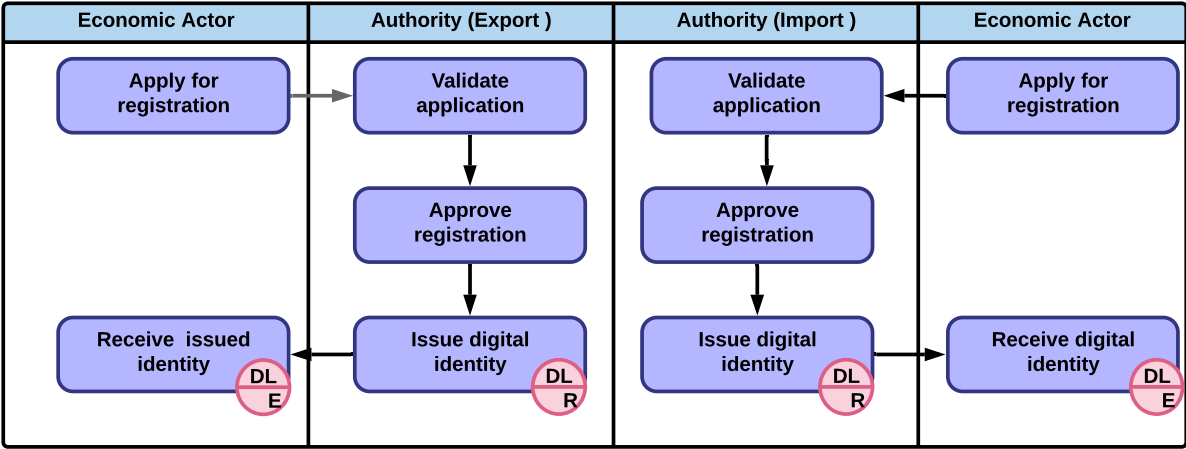 Economic Actor
Authority (Export )
Authority (Import )
Economic Actor
Apply for
registration
Validate
application
Validate
application
Apply for
registration
Approve
registration
Approve
registration
Receive  issued
identity
DL
E
Issue digital
identity
DL
R
Issue digital
identity
DL
R
Receive digital
identity
DL
E